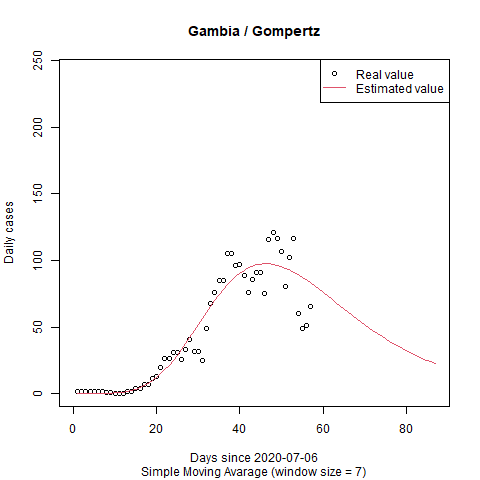 Gambia / Gompertz
Real value
Estimated value
250
200
150
100
50
0
Daily cases
0 20 40 60 80
Days since 2020-07-06
Simple Moving Avarage (window size = 7)